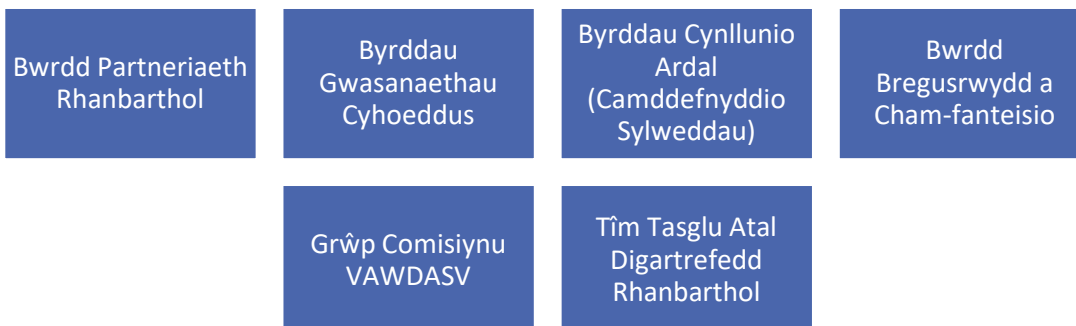 Bwrdd Partneriaeth
Rhanbarthol
Byrddau
Gwasanaethau
Cyhoeddus
Byrddau Cynllunio
Ardal
(Camddefnyddio
Sylweddau)
Bwrdd
Bregusrwydd a
Cham-fanteisio
Grŵp Comisiynu
VAWDASV
Tîm Tasglu Atal
Digartrefedd
Rhanbarthol